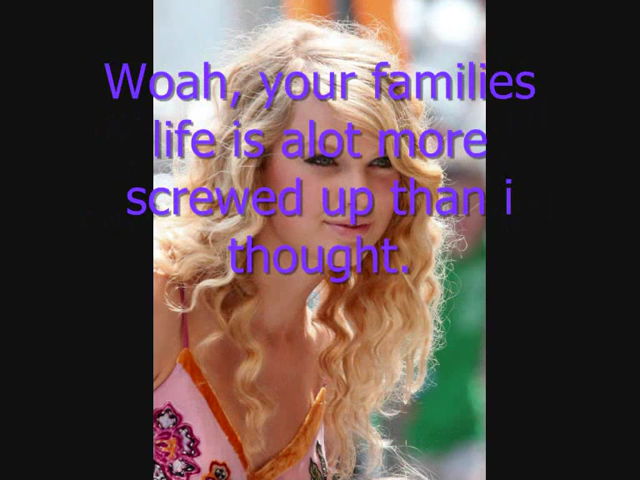 Woah, your families
life is alot more
screwed up than i
thought.